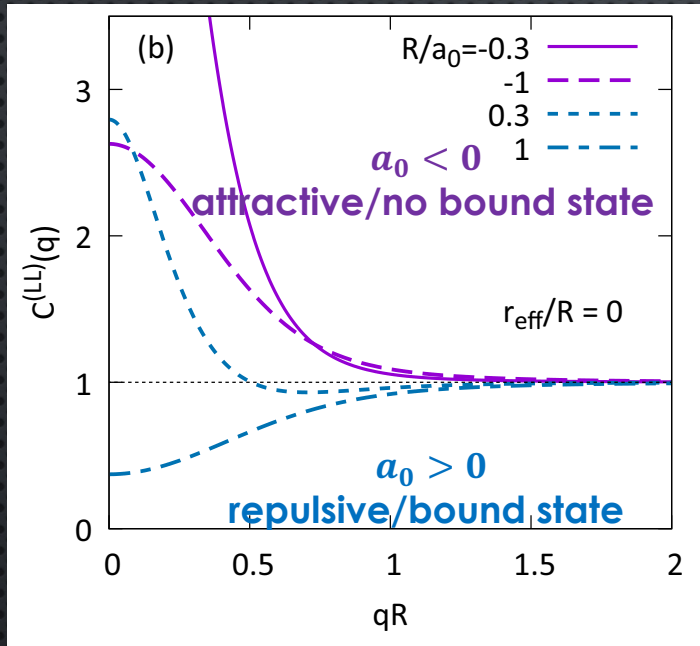 (b)
R/a₀=-0.3
-1
0.3
1
a₀ < 0
attractive/no bound state
r_eff/R = 0
a₀ > 0
repulsive/bound state
C^(LL)(q)
3
2
1
0
0 0.5 1 1.5 2
qR